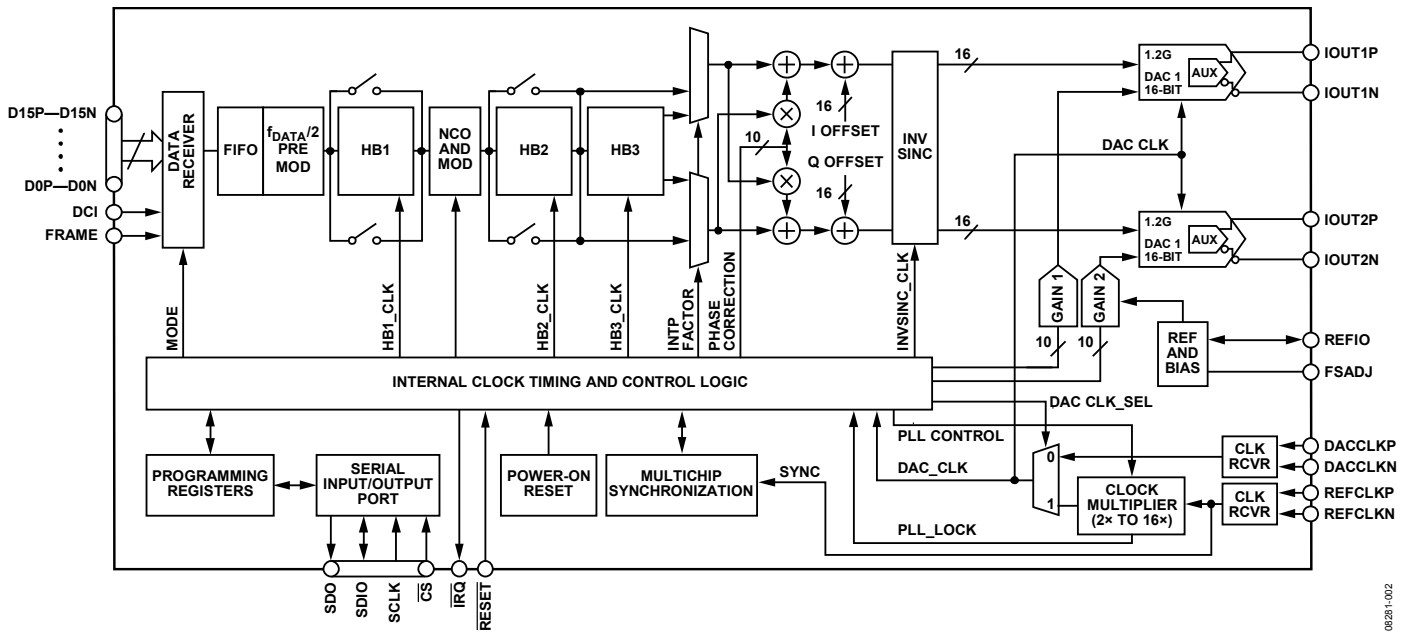 D15P—D15N
D0P—D0N
DCI
FRAME
DATA
RECEIVER
FIFO
fDATA/2
PRE
MOD
HB1
NCO
AND
MOD
HB2
HB3
10
16
I OFFSET
Q OFFSET
16
INV
SINC
16
16
1.2G
DAC 1
16-BIT
AUX
IOUT1P
IOUT1N
DAC CLK
1.2G
DAC 1
16-BIT
AUX
IOUT2P
IOUT2N
MODE
HB1_CLK
HB2_CLK
HB3_CLK
INTP
FACTOR
PHASE
CORRECTION
INVSINC_CLK
GAIN 1
GAIN 2
10
10
REF
AND
BIAS
REFIO
FSADJ
INTERNAL CLOCK TIMING AND CONTROL LOGIC
DAC CLK_SEL
PLL CONTROL
DAC_CLK
PLL_LOCK
0
1
CLOCK
MULTIPLIER
(2× TO 16×)
CLK
RCVR
CLK
RCVR
DACCLKP
DACCLKN
REFCLKP
REFCLKN
PROGRAMMING
REGISTERS
SERIAL
INPUT/OUTPUT
PORT
POWER-ON
RESET
MULTICHIP
SYNCHRONIZATION
SYNC
SDO
SDIO
SCLK
CS
IRQ
RESET
08281-002